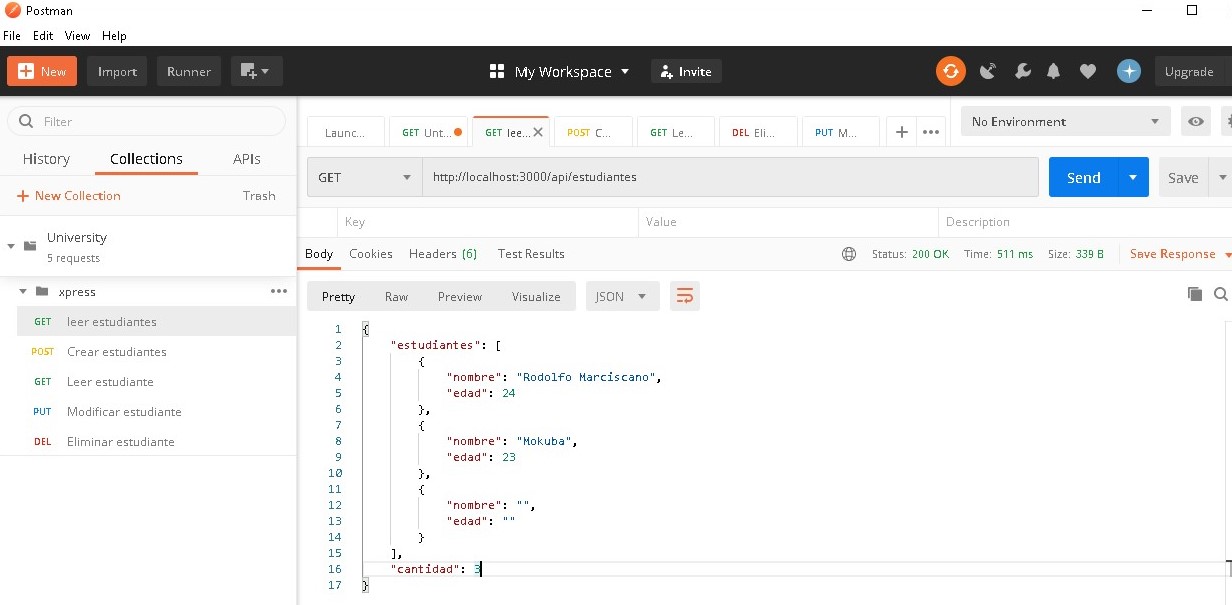 Postman
File Edit View Help
New Import Runner My Workspace Invite Upgrade
Filter
History Collections APIs
New Collection Trash
University
5 requests
xpress
GET leer estudiantes
POST Crear estudiantes
GET Leer estudiante
PUT Modificar estudiante
DEL Eliminar estudiante
Launc... GET Unt... GET lee... POST C... GET Le... DEL Eli... PUT M... No Environment
GET http://localhost:3000/api/estudiantes Send Save
Key Value Description
Body Cookies Headers (6) Test Results Status: 200 OK Time: 511 ms Size: 339 B Save Response
Pretty Raw Preview Visualize JSON
1 {
2 "estudiantes": [
3 {
4 "nombre": "Rodolfo Marciscano",
5 "edad": 24
6 },
7 {
8 "nombre": "Mokuba",
9 "edad": 23
10 },
11 {
12 "nombre": "",
13 "edad": ""
14 }
15 ],
16 "cantidad": 3
17 }